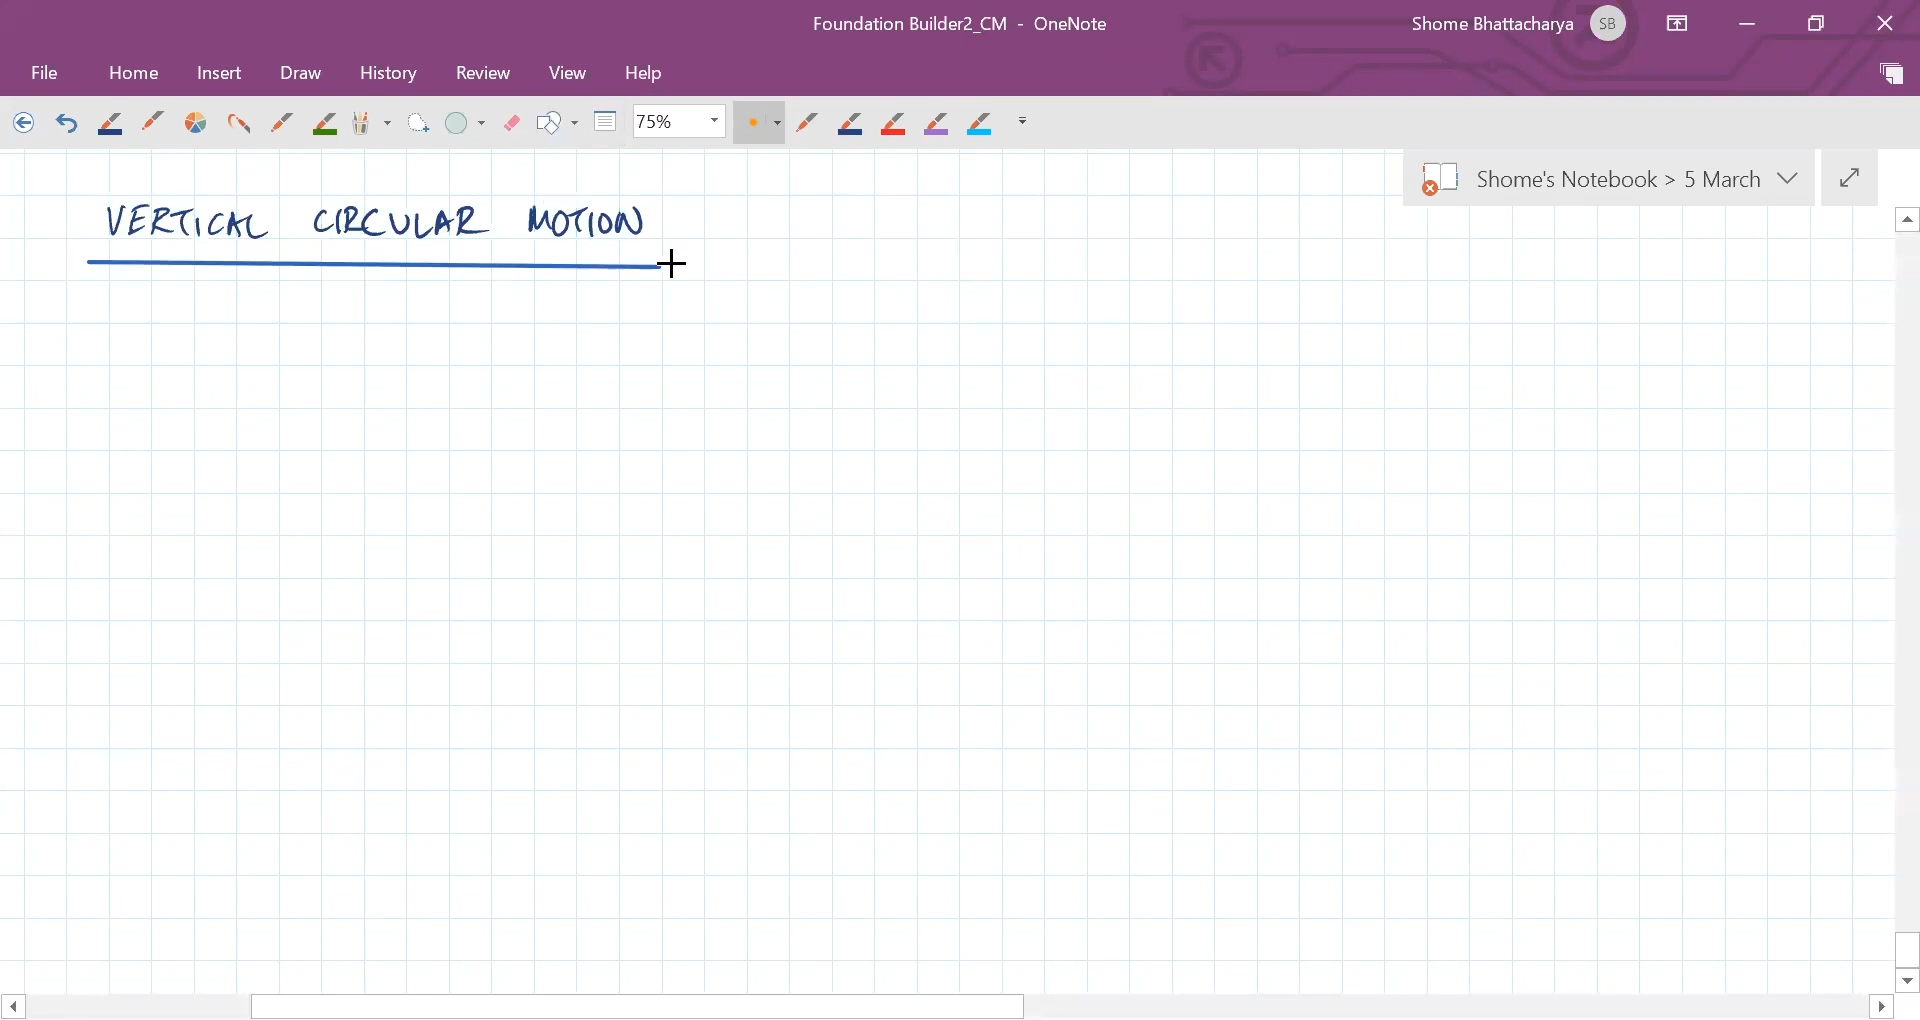 Foundation Builder2_CM - OneNote
Shome Bhattacharya SB
File Home Insert Draw History Review View Help
75%
Shome's Notebook > 5 March
VERTICAL CIRCULAR MOTION